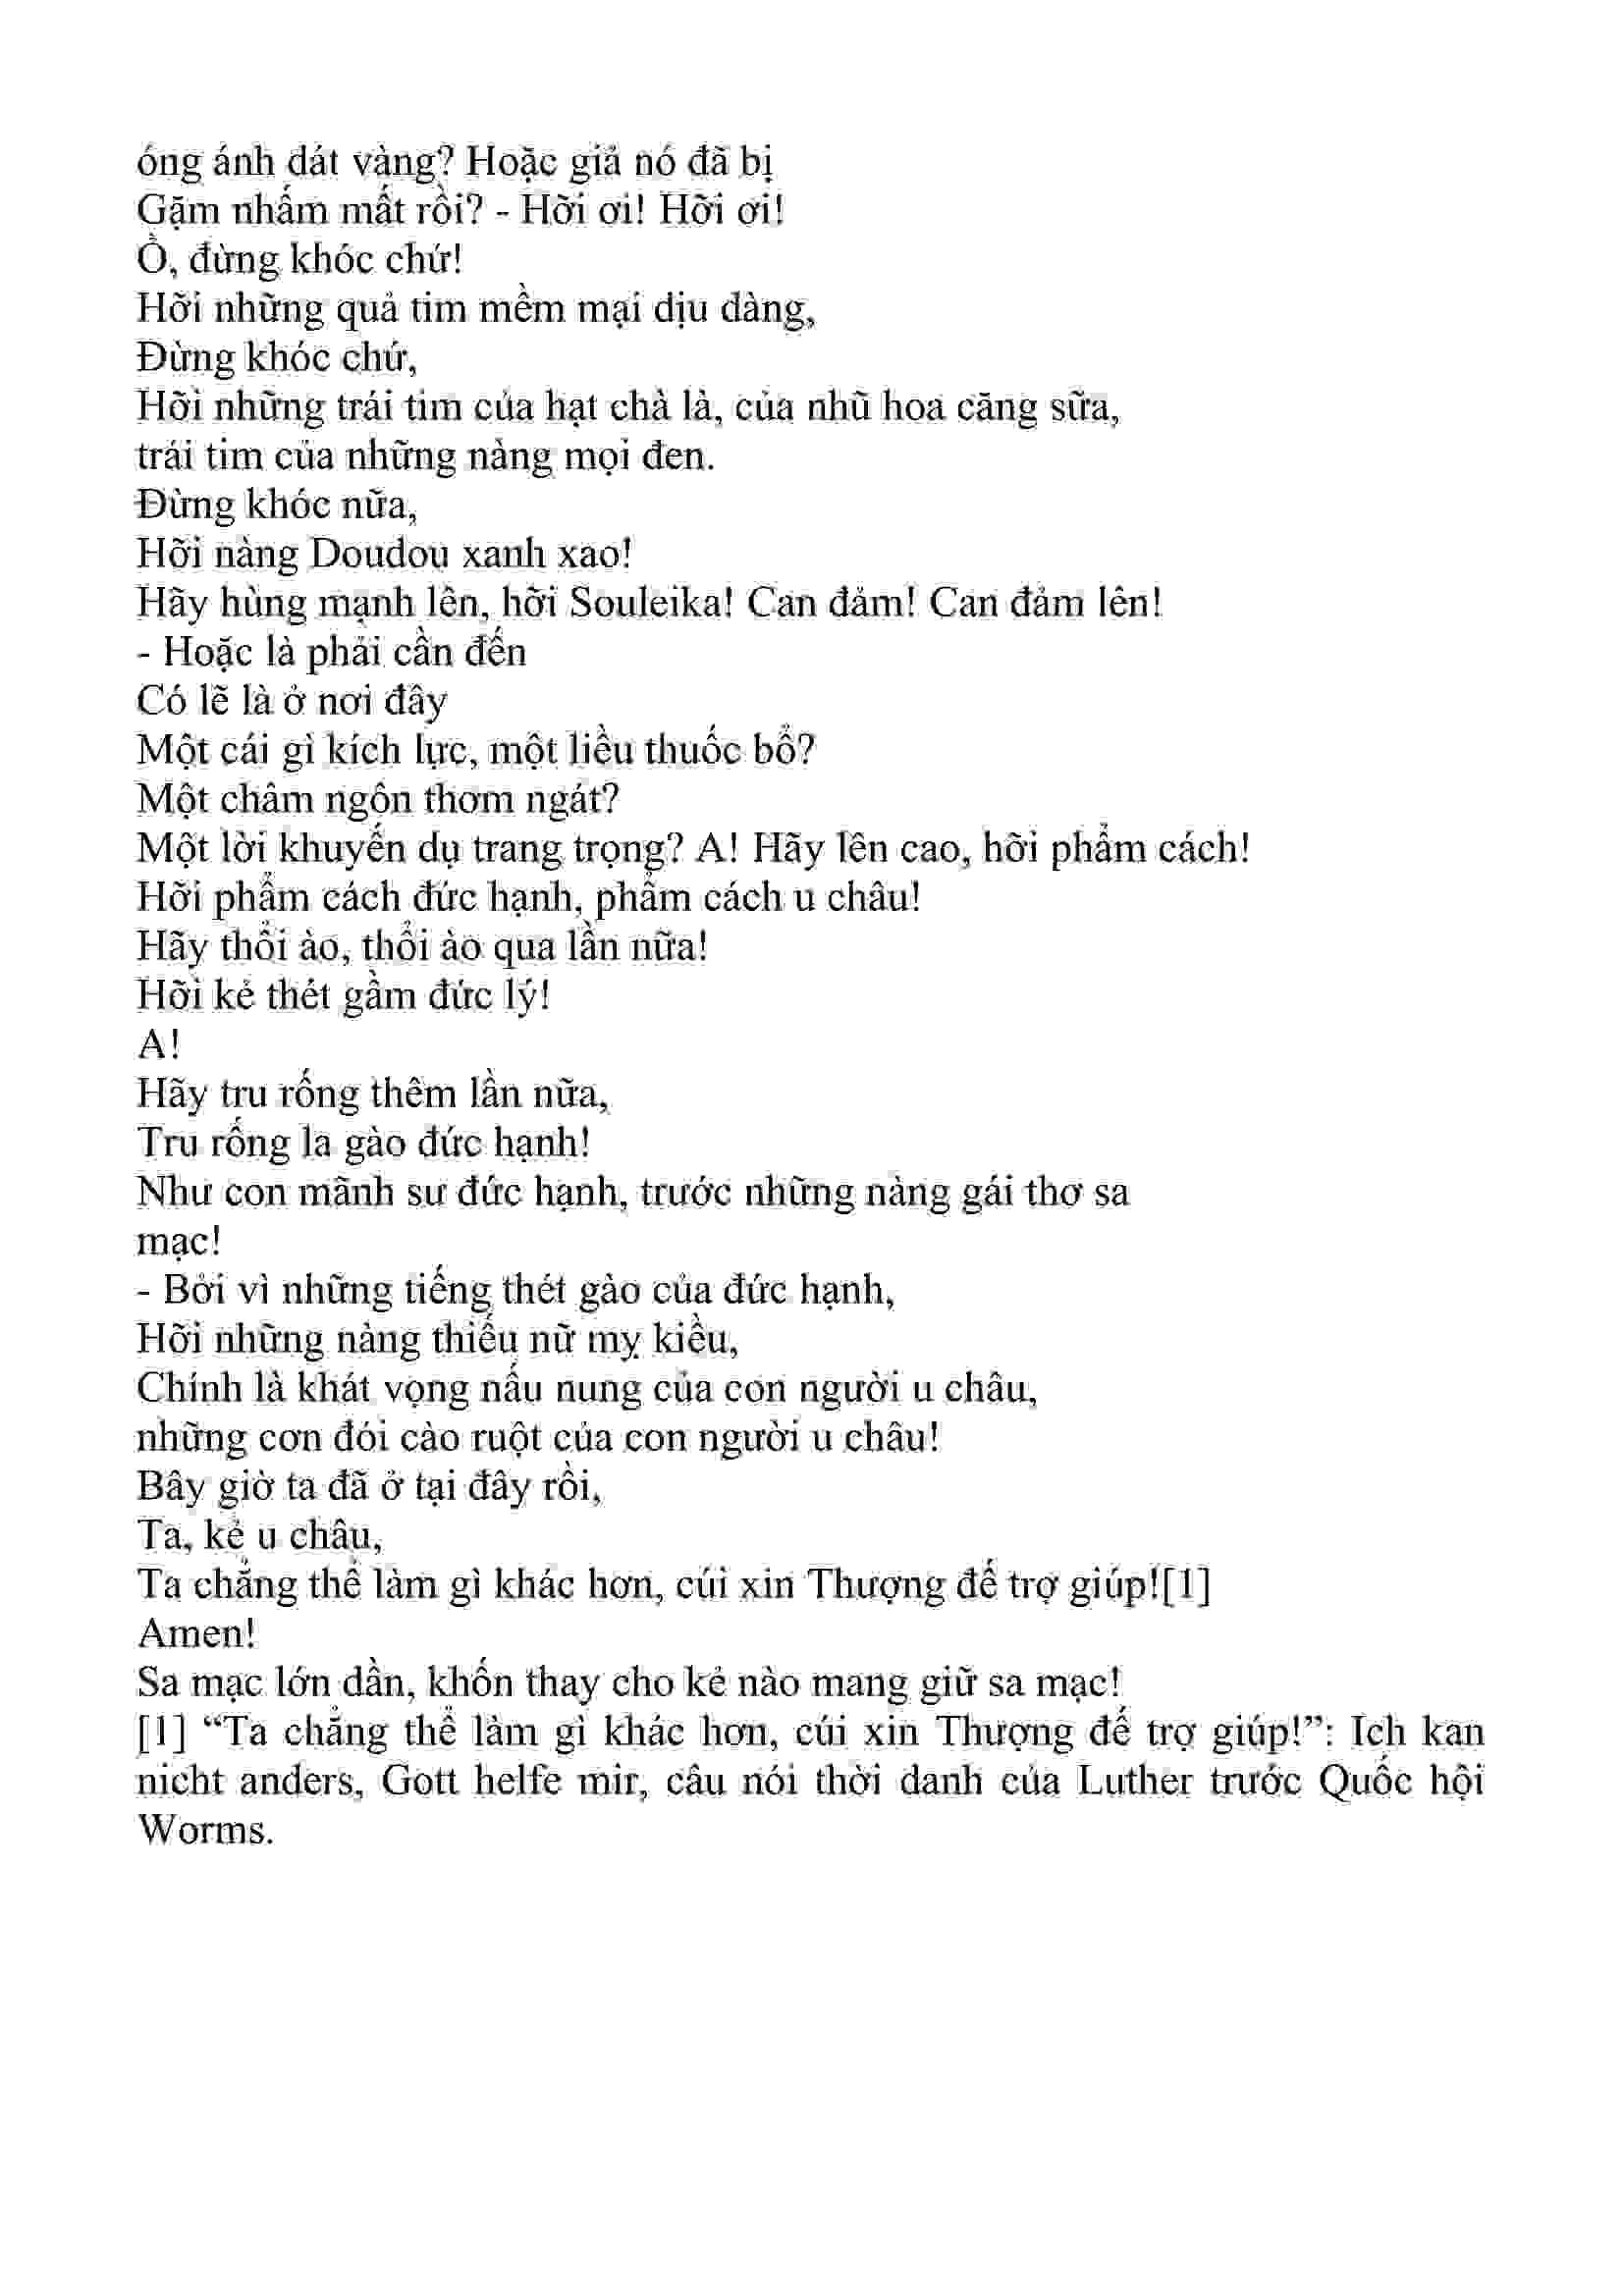 óng ánh dát vàng? Hoặc giả nó đã bị
Gặm nhấm mất rồi? - Hỡi ơi! Hỡi ơi!
Ồ, đừng khóc chứ!
Hỡi những quả tim mềm mại dịu dàng,
Đừng khóc chứ,
Hỡi những trái tim của hạt chà là, của nhũ hoa căng sữa,
trái tim của những nàng mọi đen.
Đừng khóc nữa,
Hỡi nàng Doudou xanh xao!
Hãy hùng mạnh lên, hỡi Souleika! Can đảm! Can đảm lên!
- Hoặc là phải cần đến
Có lẽ là ở nơi đây
Một cái gì kích lực, một liều thuốc bổ?
Một châm ngôn thơm ngát?
Một lời khuyến dụ trang trọng? A! Hãy lên cao, hỡi phẩm cách!
Hỡi phẩm cách đức hạnh, phẩm cách u châu!
Hãy thổi ào, thổi ào qua lần nữa!
Hỡi kẻ thét gầm đức lý!
A!
Hãy tru rống thêm lần nữa,
Tru rống la gào đức hạnh!
Như con mãnh sư đức hạnh, trước những nàng gái thơ sa
mạc!
- Bởi vì những tiếng thét gào của đức hạnh,
Hỡi những nàng thiếu nữ mỵ kiều,
Chính là khát vọng nấu nung của con người u châu,
những cơn đói cào ruột của con người u châu!
Bây giờ ta đã ở tại đây rồi,
Ta, kẻ u châu,
Ta chẳng thể làm gì khác hơn, cúi xin Thượng đế trợ giúp![1]
Amen!
Sa mạc lớn dần, khốn thay cho kẻ nào mang giữ sa mạc!
[1] “Ta chẳng thể làm gì khác hơn, cúi xin Thượng đế trợ giúp!”: Ich kan
nicht anders, Gott helfe mir, câu nói thời danh của Luther trước Quốc hội
Worms.